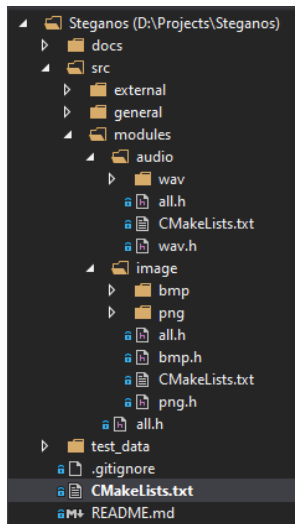 Steganos (D:\Projects\Steganos)
docs
src
external
general
modules
audio
wav
all.h
CMakeLists.txt
wav.h
image
bmp
png
all.h
bmp.h
CMakeLists.txt
png.h
all.h
test_data
.gitignore
CMakeLists.txt
M+ README.md